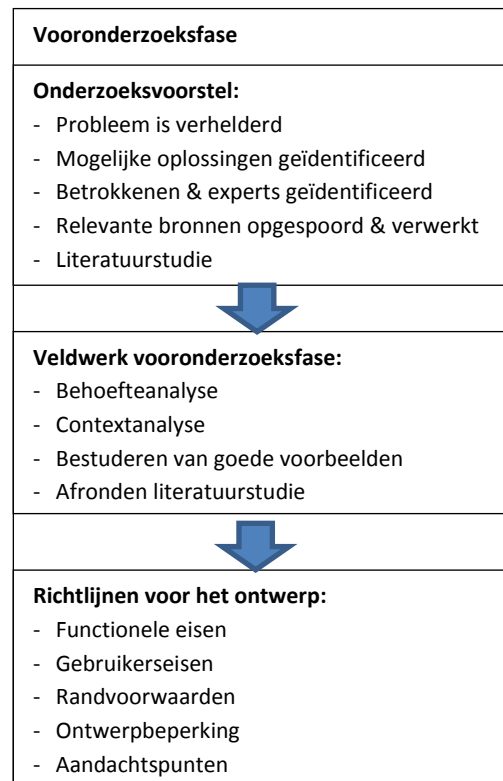 Vooronderzoeksfase
Onderzoeksvoorstel:
- Probleem is verhelderd
- Mogelijke oplossingen geïdentificeerd
- Betrokkenen & experts geïdentificeerd
- Relevante bronnen opgespoord & verwerkt
- Literatuurstudie
Veldwerk vooronderzoeksfase:
- Behoefteanalyse
- Contextanalyse
- Bestuderen van goede voorbeelden
- Afronden literatuurstudie
Richtlijnen voor het ontwerp:
- Functionele eisen
- Gebruikerseisen
- Randvoorwaarden
- Ontwerpbeperking
- Aandachtspunten